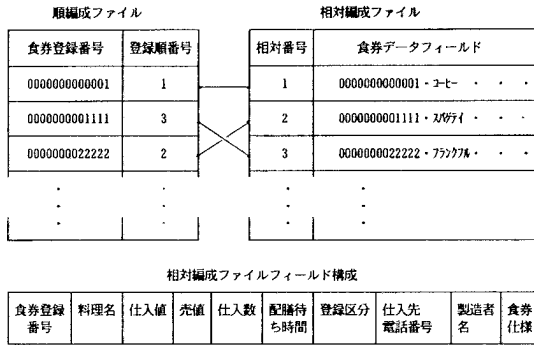 順編成ファイル
相対編成ファイル
食券登録番号 登録順番号
0000000000001 1
0000000001111 3
0000000022222 2
相対番号 食券データフィールド
1 0000000000001・コーヒー・・・
2 0000000001111・スパゲティ・・・
3 0000000022222・フランクフル・・・
相対編成ファイルフィールド構成
食券登録番号 料理名 仕入値 売値 仕入数 配膳待ち時間 登録区分 仕入先電話番号 製造者名 食券仕様